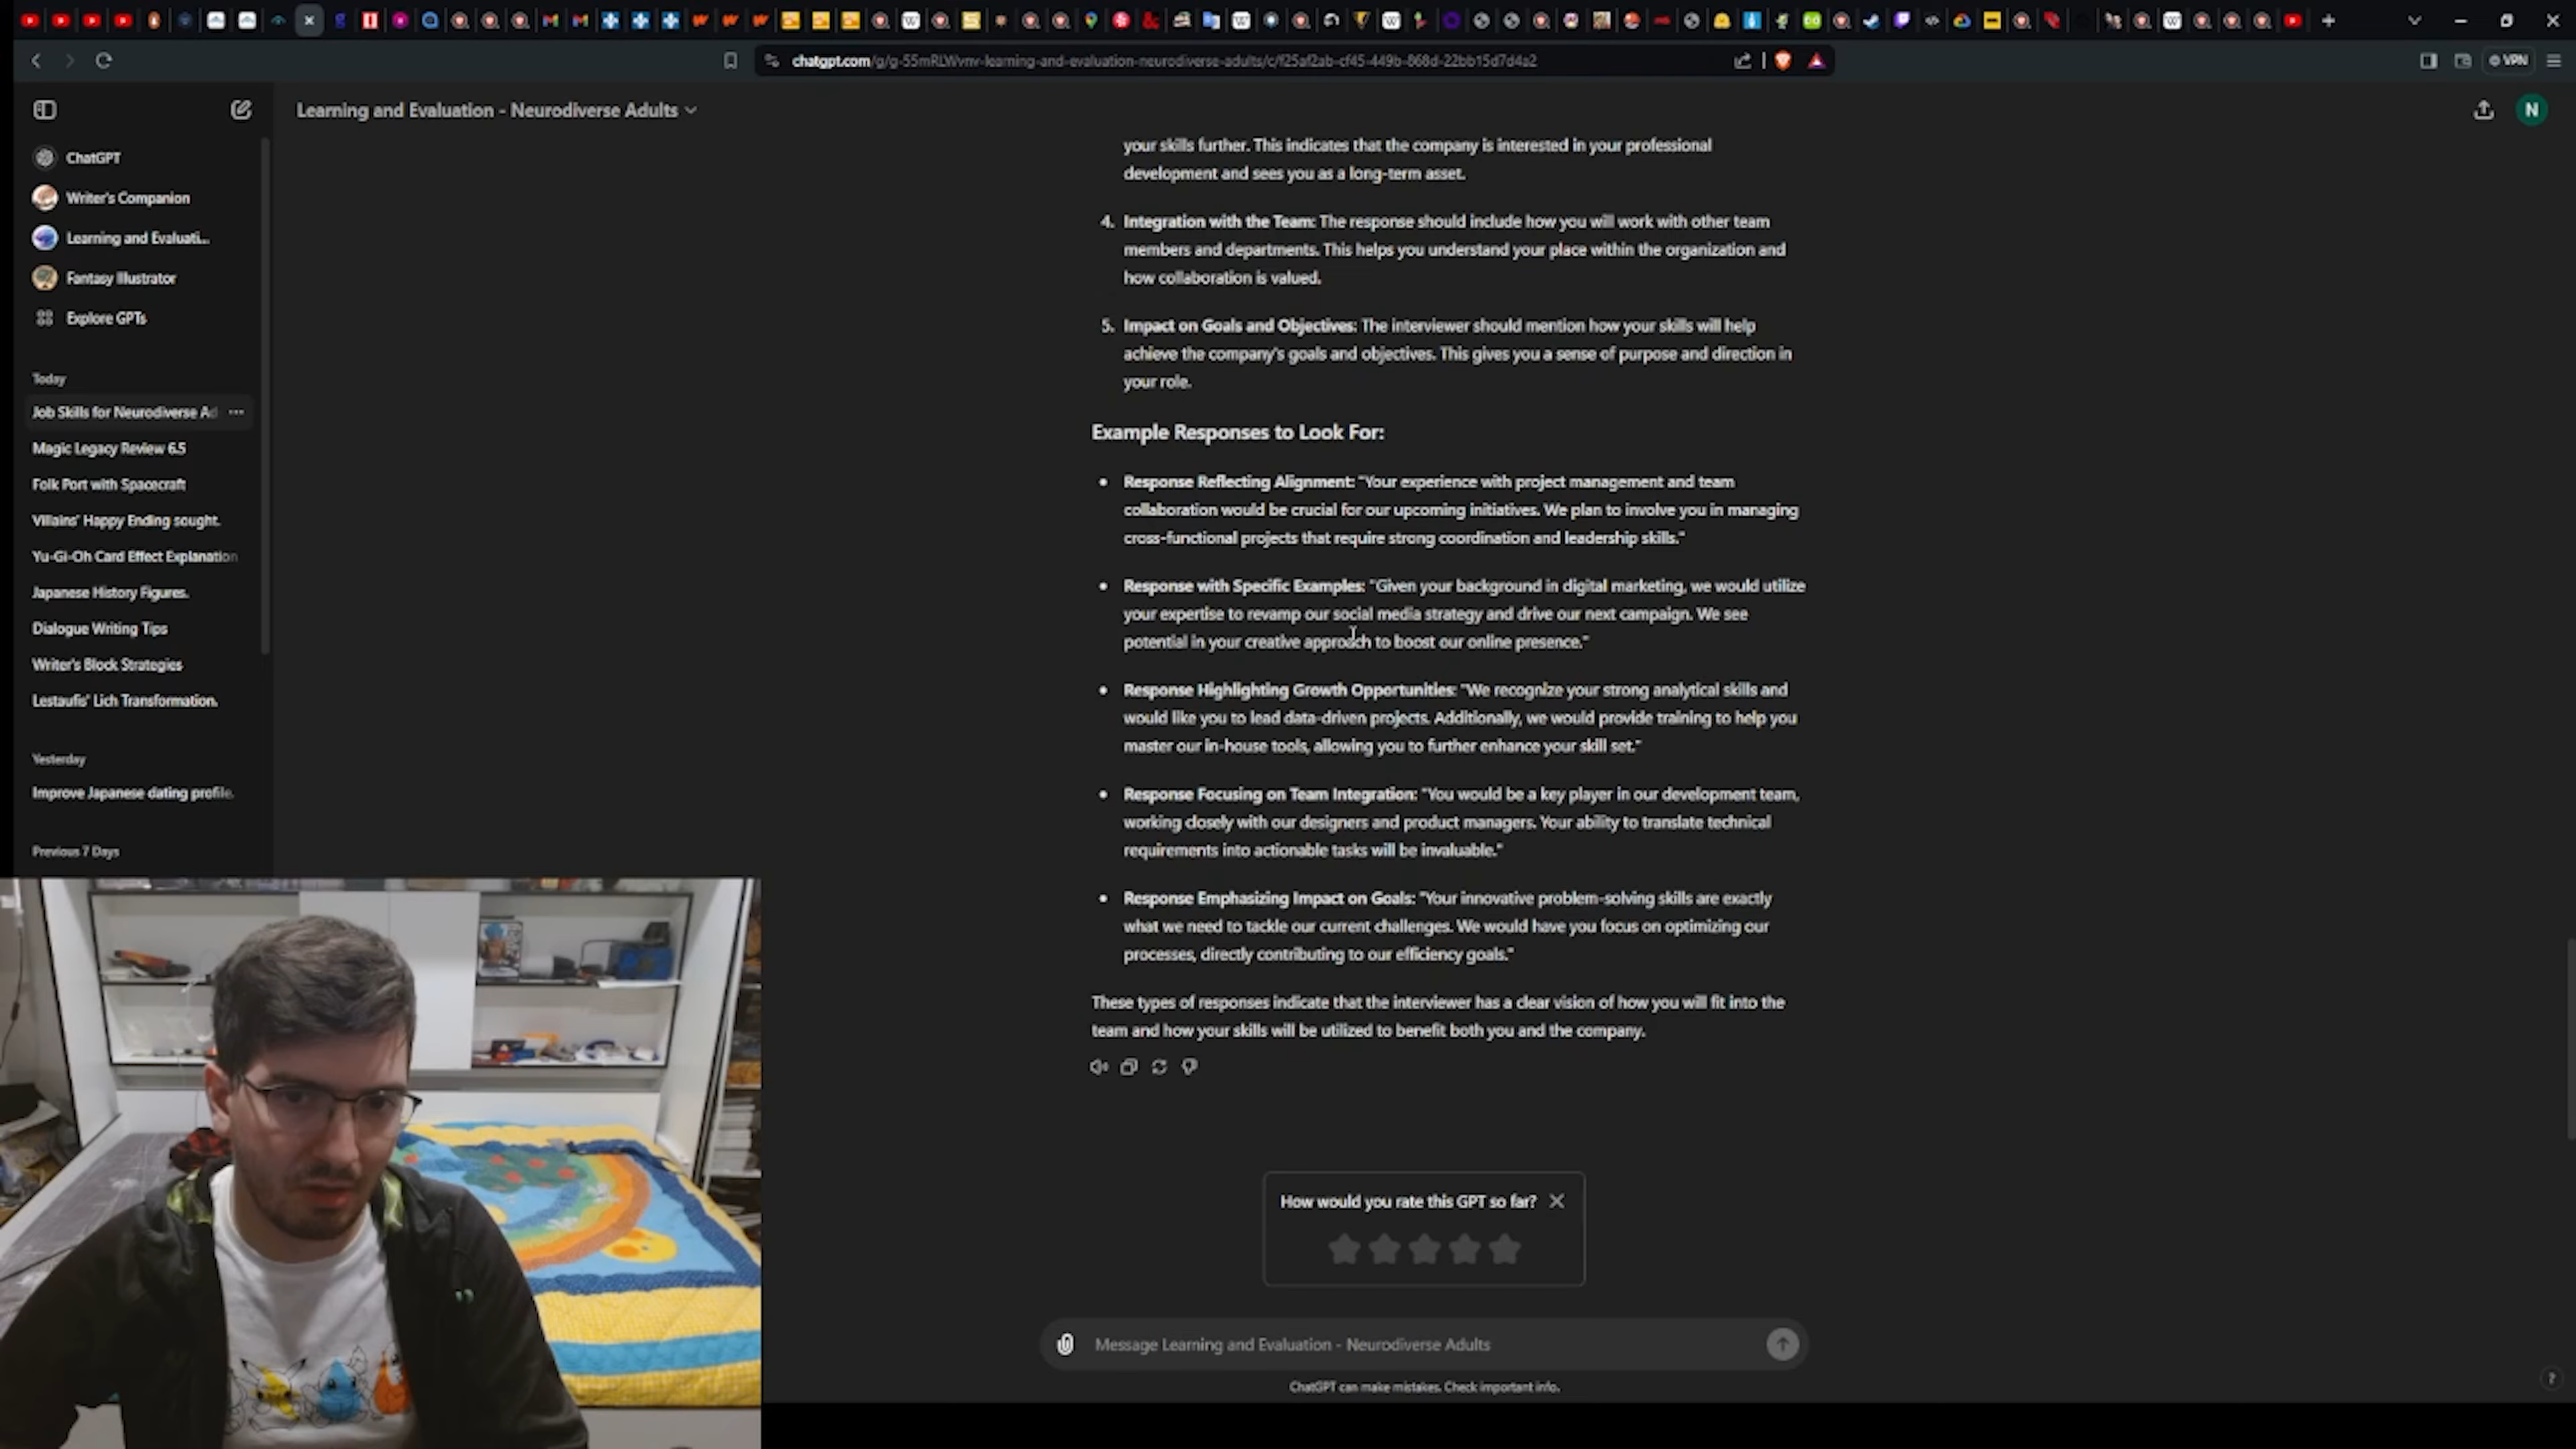 chatgpt.com/g/g-55mRLWvnv-learning-and-evaluation-neurodiverse-adults/c/f25af2ab-cf45-449b-868d-22bb15d7d4a2
VPN
Learning and Evaluation - Neurodiverse Adults
N
ChatGPT
Writer's Companion
Learning and Evaluati...
Fantasy Illustrator
Explore GPTs
Today
Job Skills for Neurodiverse Ad
Magic Legacy Review 6.5
Folk Port with Spacecraft
Villains' Happy Ending sought.
Yu-Gi-Oh Card Effect Explanation
Japanese History Figures.
Dialogue Writing Tips
Writer's Block Strategies
Lestaufis' Lich Transformation.
Yesterday
Improve Japanese dating profile.
Previous 7 Days
your skills further. This indicates that the company is interested in your professional
development and sees you as a long-term asset.
4. Integration with the Team: The response should include how you will work with other team
members and departments. This helps you understand your place within the organization and
how collaboration is valued.
5. Impact on Goals and Objectives: The interviewer should mention how your skills will help
achieve the company's goals and objectives. This gives you a sense of purpose and direction in
your role.
Example Responses to Look For:
• Response Reflecting Alignment: "Your experience with project management and team
collaboration would be crucial for our upcoming initiatives. We plan to involve you in managing
cross-functional projects that require strong coordination and leadership skills."
• Response with Specific Examples: "Given your background in digital marketing, we would utilize
your expertise to revamp our social media strategy and drive our next campaign. We see
potential in your creative approach to boost our online presence."
• Response Highlighting Growth Opportunities: "We recognize your strong analytical skills and
would like you to lead data-driven projects. Additionally, we would provide training to help you
master our in-house tools, allowing you to further enhance your skill set."
• Response Focusing on Team Integration: "You would be a key player in our development team,
working closely with our designers and product managers. Your ability to translate technical
requirements into actionable tasks will be invaluable."
• Response Emphasizing Impact on Goals: "Your innovative problem-solving skills are exactly
what we need to tackle our current challenges. We would have you focus on optimizing our
processes, directly contributing to our efficiency goals."
These types of responses indicate that the interviewer has a clear vision of how you will fit into the
team and how your skills will be utilized to benefit both you and the company.
How would you rate this GPT so far?
Message Learning and Evaluation - Neurodiverse Adults
ChatGPT can make mistakes. Check important info.
?